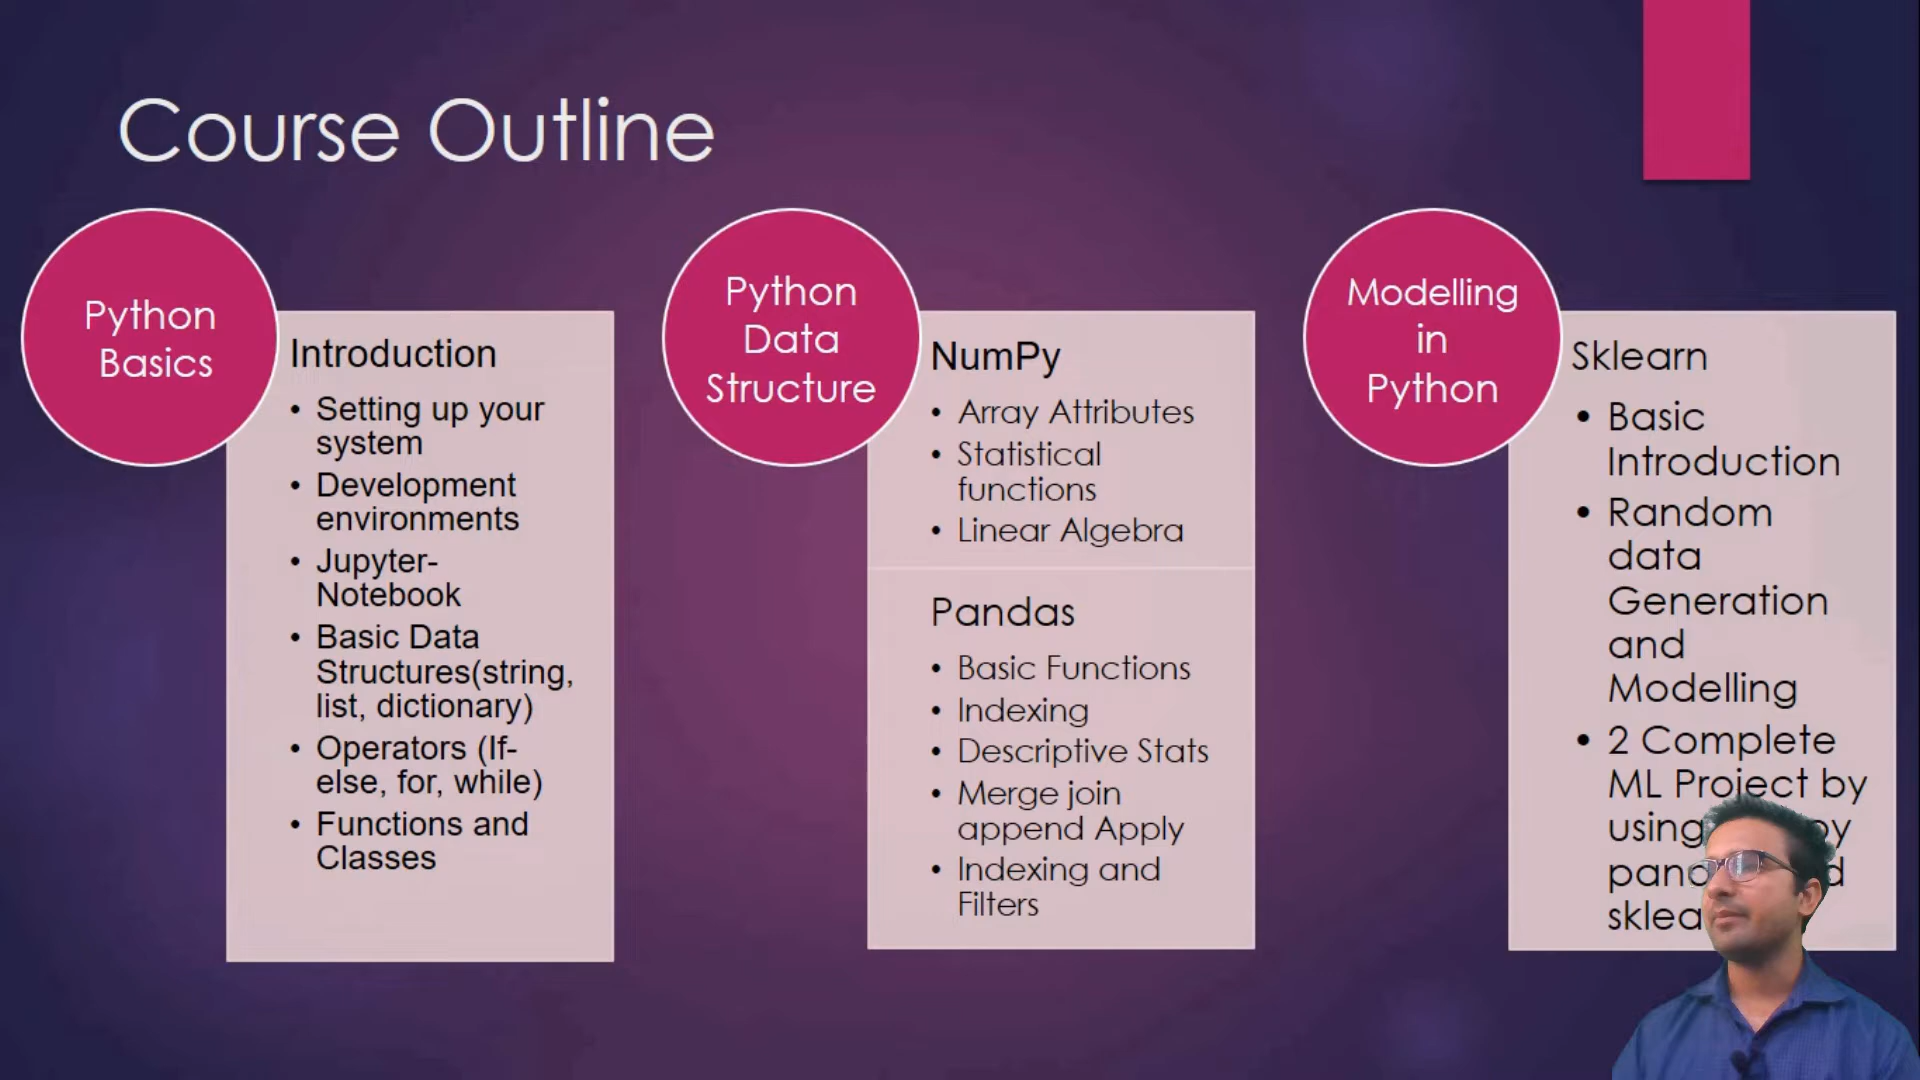 Course Outline
Python
Basics
Introduction
• Setting up your
system
• Development
environments
• Jupyter-
Notebook
• Basic Data
Structures(string,
list, dictionary)
• Operators (If-
else, for, while)
• Functions and
Classes
Python
Data
Structure
NumPy
• Array Attributes
• Statistical
functions
• Linear Algebra
Pandas
• Basic Functions
• Indexing
• Descriptive Stats
• Merge join
append Apply
• Indexing and
Filters
Modelling
in
Python
Sklearn
• Basic
Introduction
• Random
data
Generation
and
Modelling
• 2 Complete
ML Project by
using